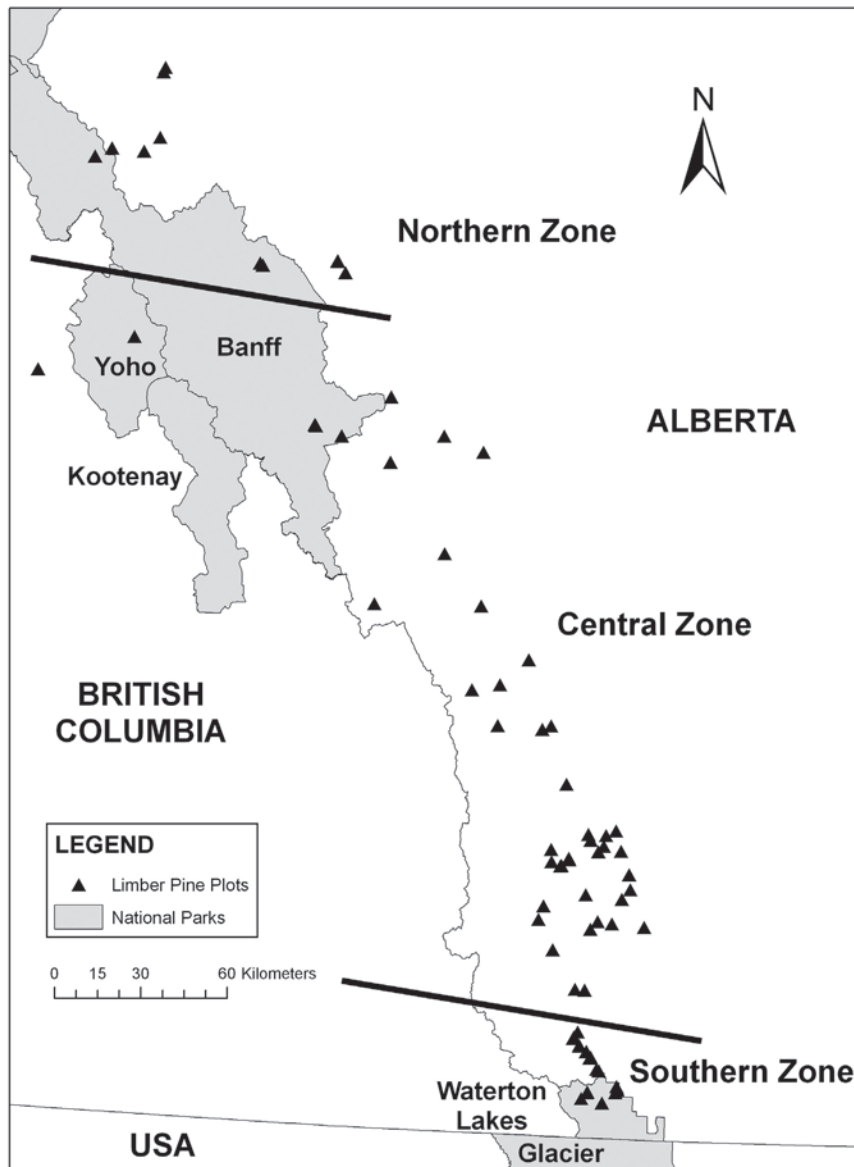 N
Northern Zone
Banff
Yoho
ALBERTA
Kootenay
Central Zone
BRITISH
COLUMBIA
LEGEND
Limber Pine Plots
National Parks
0 15 30 60 Kilometers
Southern Zone
Waterton
Lakes
USA
Glacier